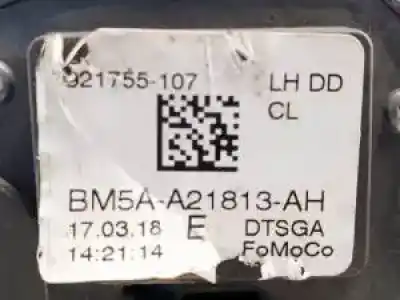 921755-107 LH DD
CL
BM5A-A21813-AH
17.03.18 E DTSGA
14:21:14 FoMoCo